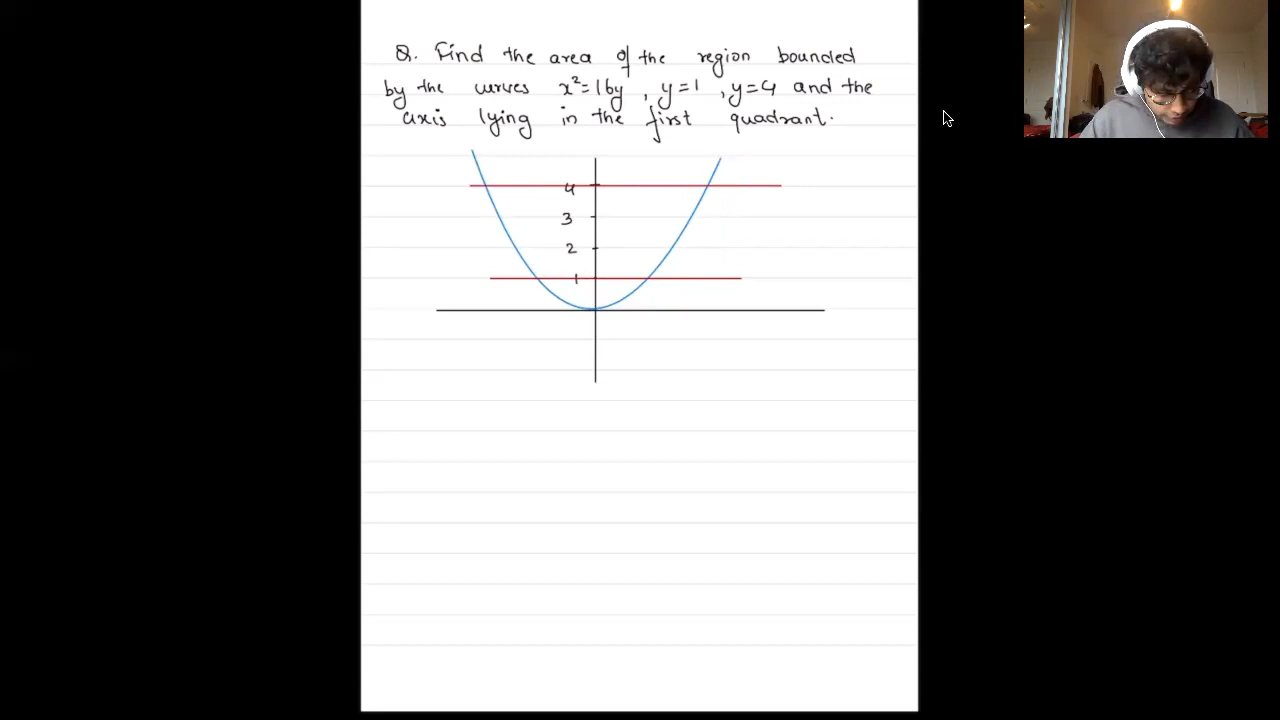 Q. Find the area of the region bounded
by the curves x²=16y, y=1, y=4 and the
axis lying in the first quadrant.
4
3
2
1